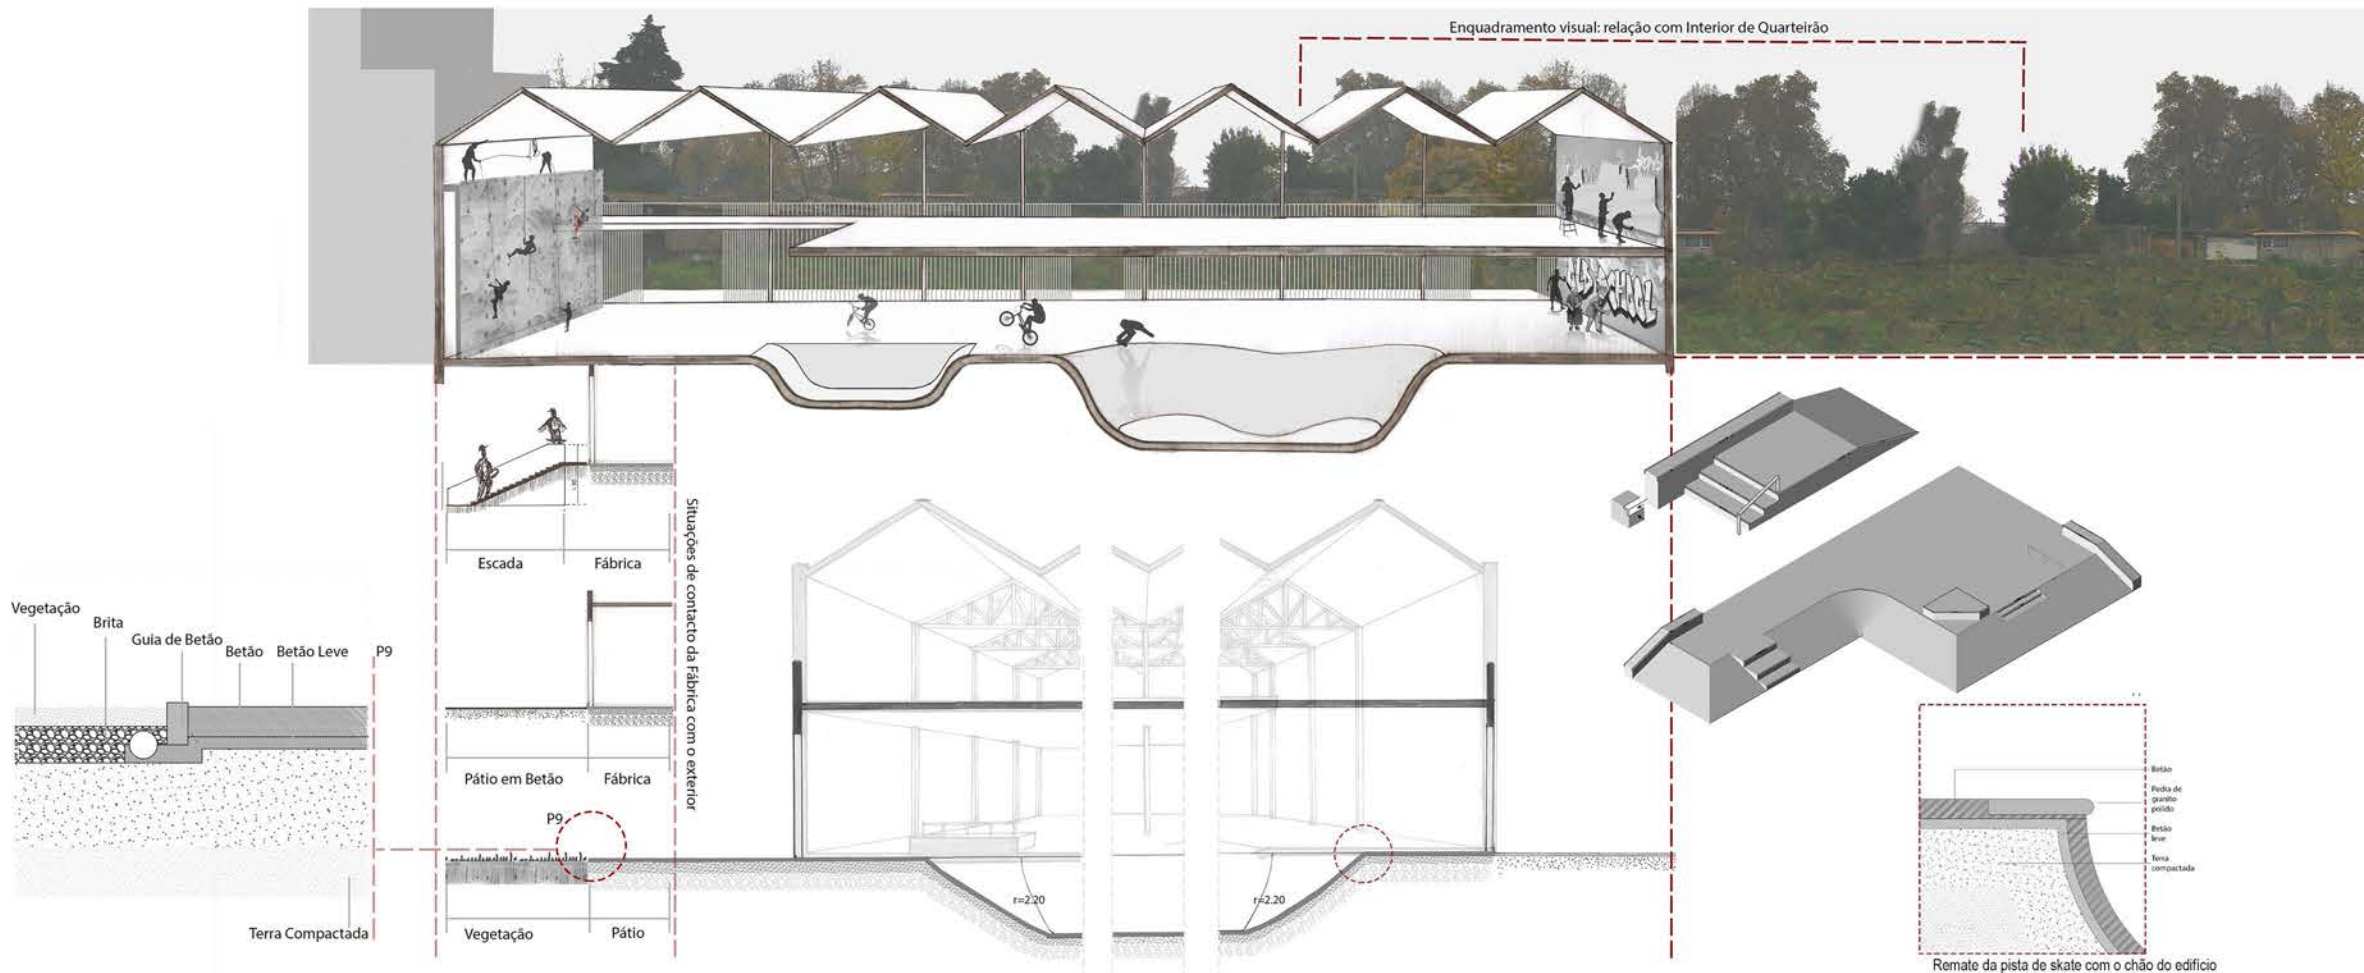 Enquadramento visual: relação com Interior de Quarteirão
Situações de contacto da Fábrica com o exterior
Escada
Fábrica
Vegetação
Brita
Guia de Betão
Betão
Betão Leve
P9
Pátio em Betão
Fábrica
P9
Terra Compactada
Vegetação
Pátio
r=2.20
r=2.20
Betão
Pedra de
granito
polido
Betão
leve
Terra
compactada
Remate da pista de skate com o chão do edifício